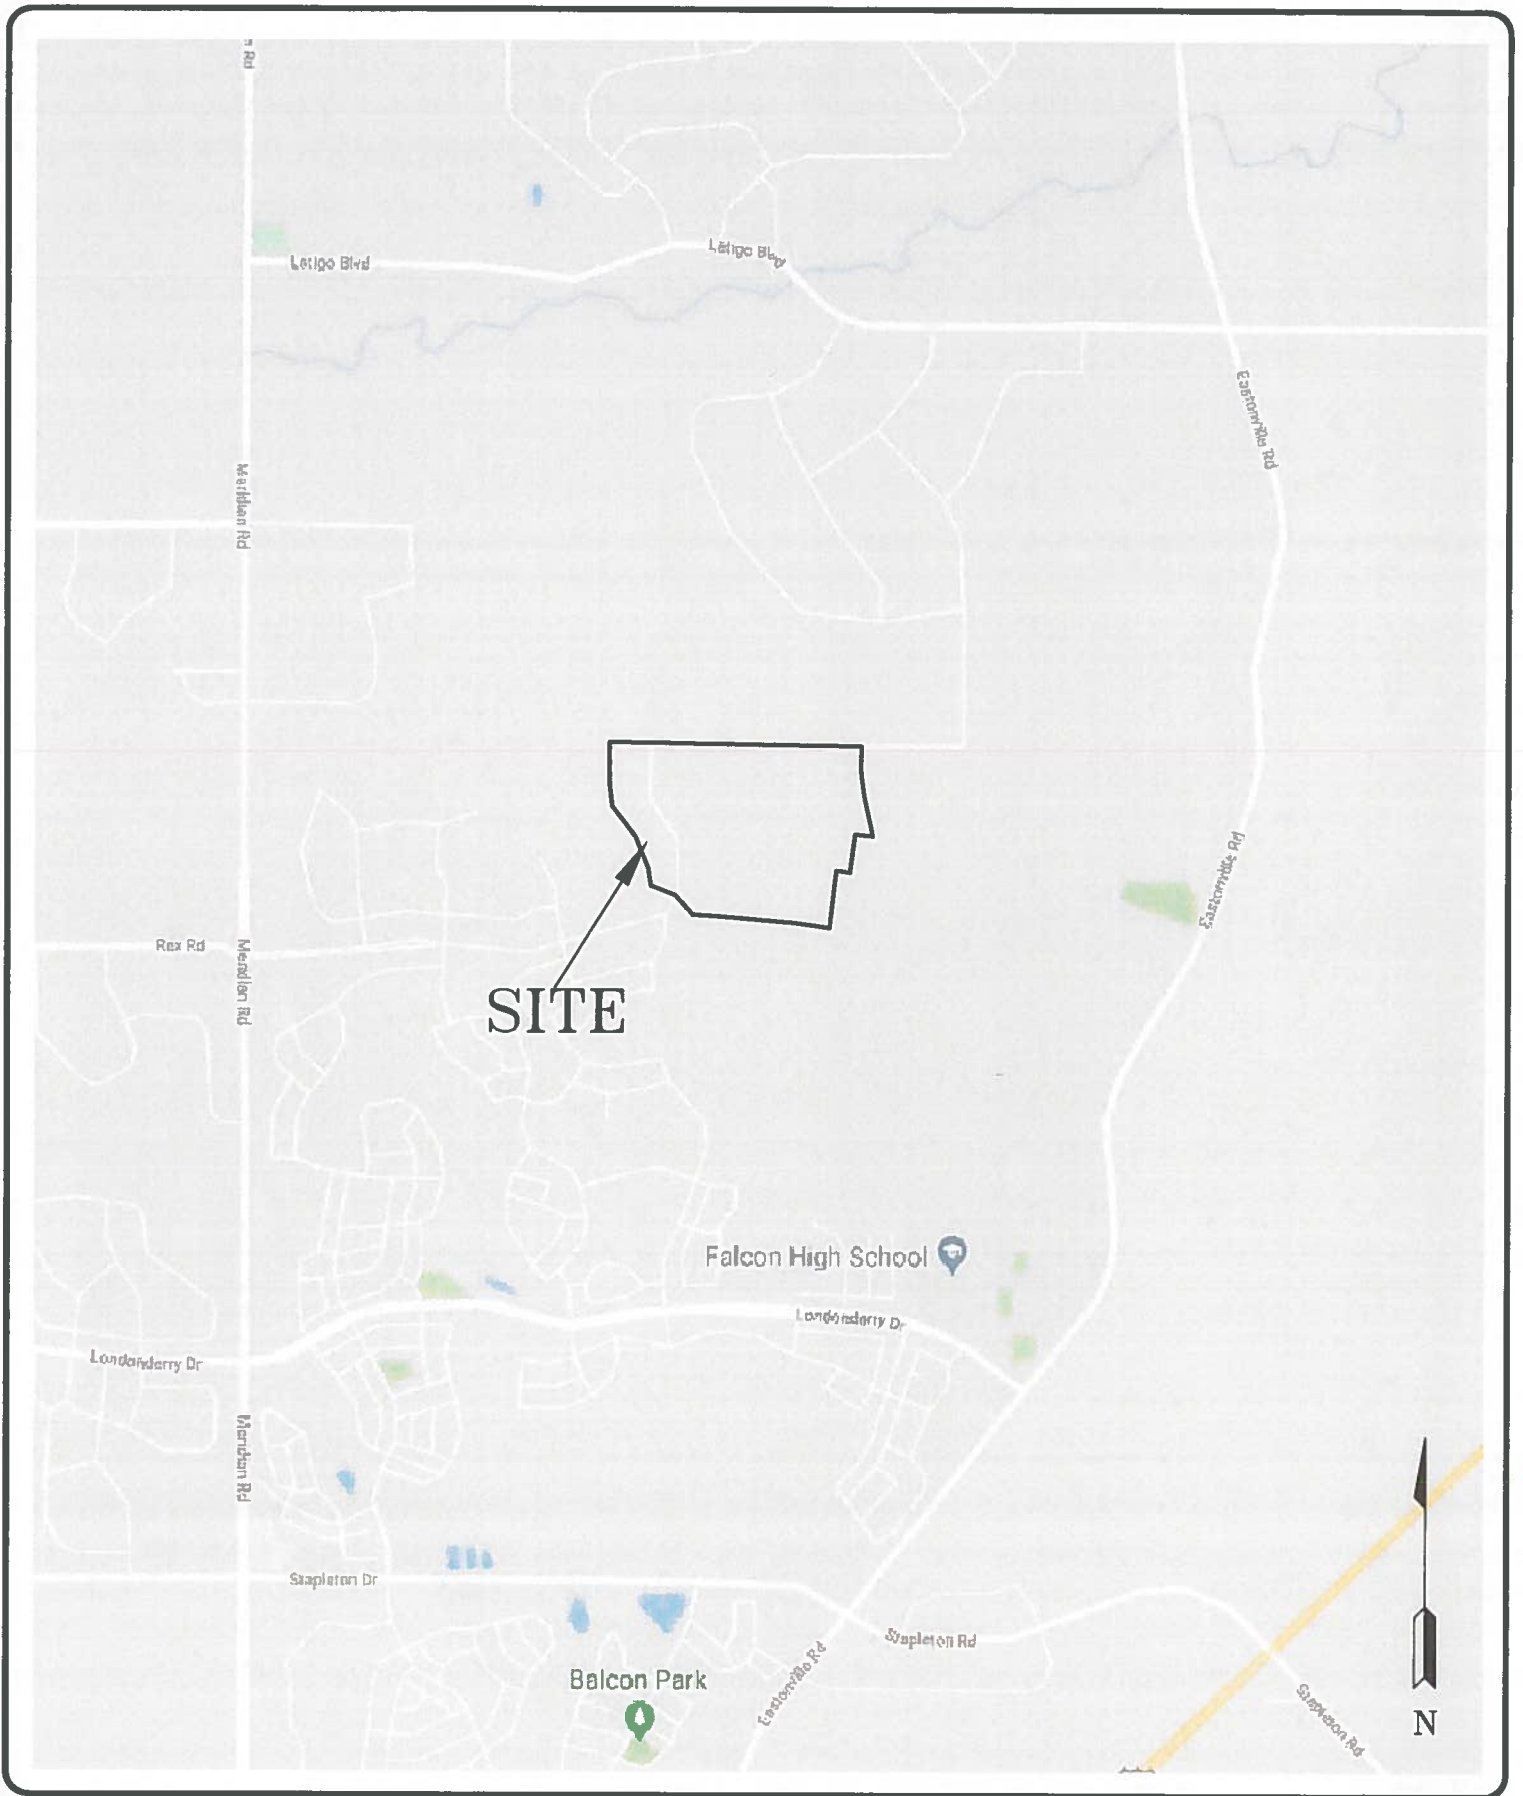 n Rd
Latigo Blvd
Latigo Blvd
Eastonville Rd
Meridian Rd
Eastonville Rd
Rex Rd
Meridian Rd
SITE
Falcon High School
Londonderry Dr
Londonderry Dr
Meridian Rd
Stapleton Dr
Stapleton Rd
Eastonville Rd
Balcon Park
Stapleton Rd
N